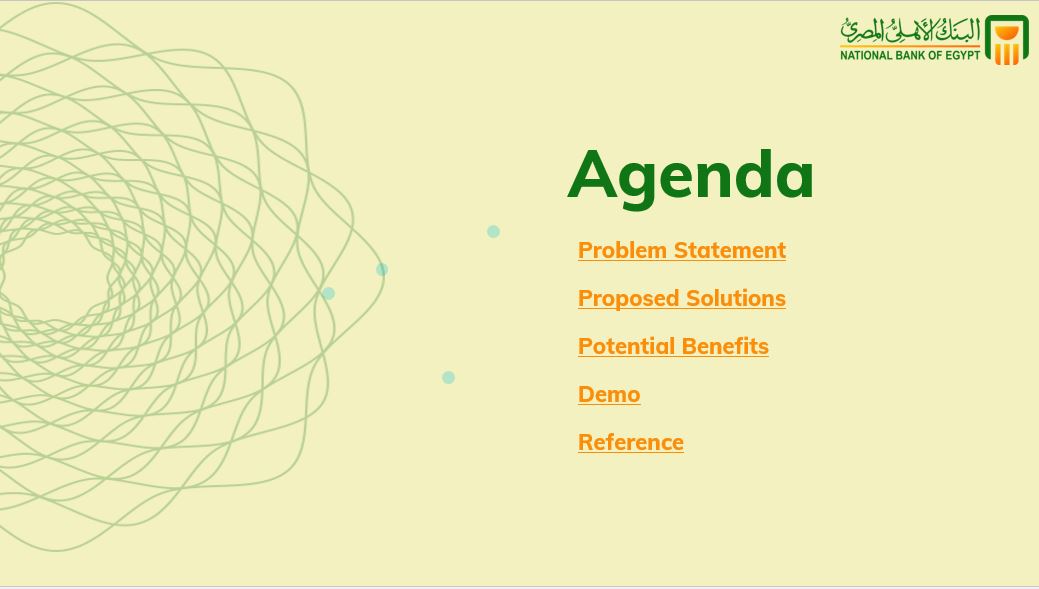 البنك الأهلي المصري
NATIONAL BANK OF EGYPT
Agenda
Problem Statement
Proposed Solutions
Potential Benefits
Demo
Reference